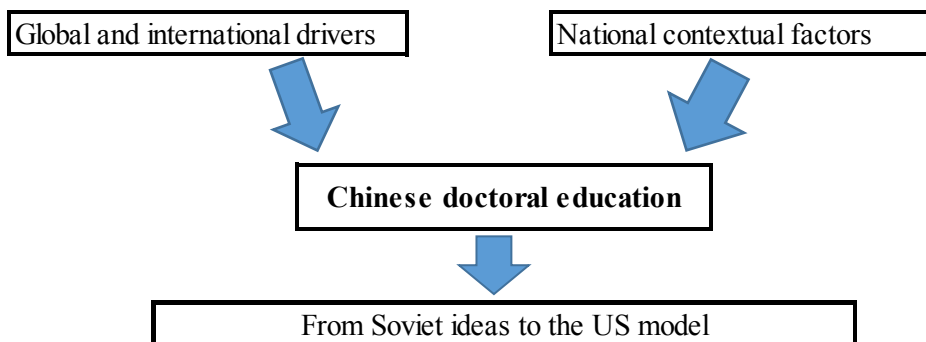 Global and international drivers
National contextual factors
Chinese doctoral education
From Soviet ideas to the US model